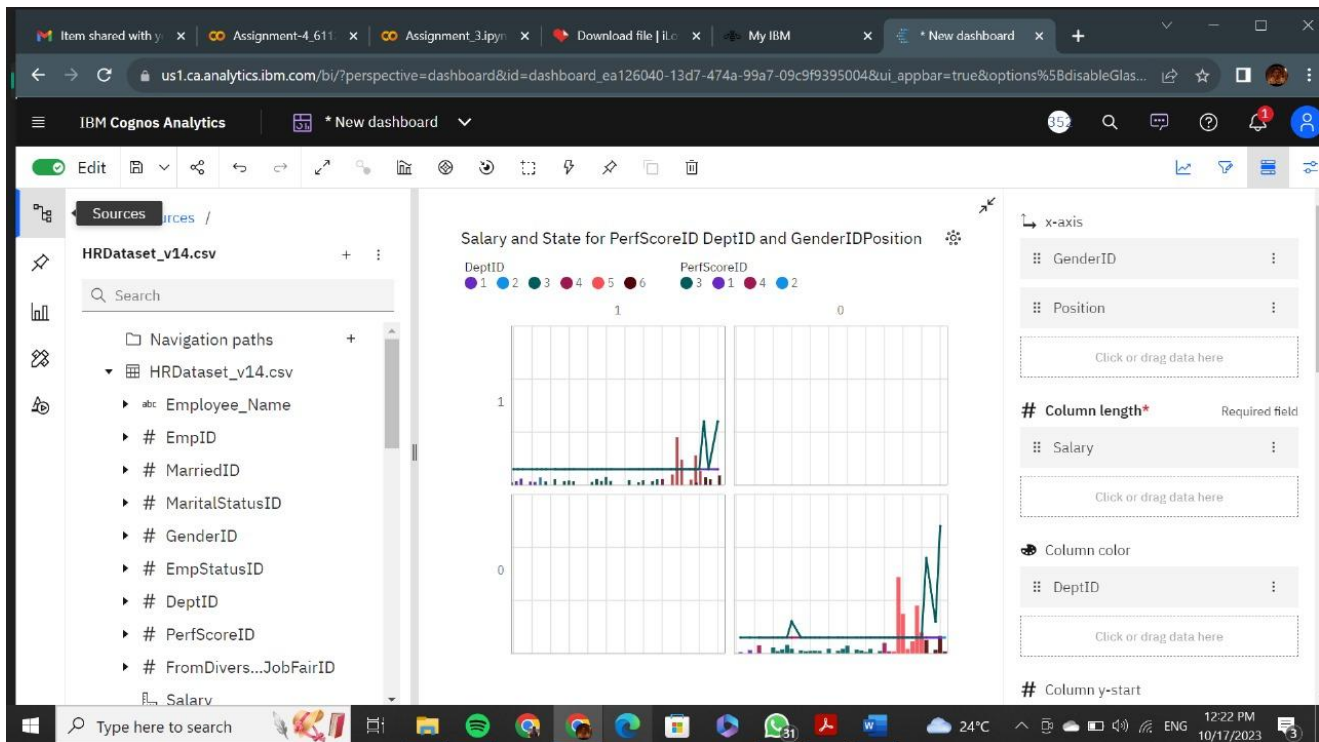 Item shared with y
Assignment-4_611
Assignment_3.ipyn
Download file | iLo
My IBM
* New dashboard
us1.ca.analytics.ibm.com/bi/?perspective=dashboard&id=dashboard_ea126040-13d7-474a-99a7-09c9f9395004&ui_appbar=true&options%5BdisableGlas...
IBM Cognos Analytics
* New dashboard
352
1
Edit
Sources
urces /
HRDataset_v14.csv
Search
Navigation paths
HRDataset_v14.csv
abc Employee_Name
# EmpID
# MarriedID
# MaritalStatusID
# GenderID
# EmpStatusID
# DeptID
# PerfScoreID
# FromDivers...JobFairID
Salary
Salary and State for PerfScoreID DeptID and GenderIDPosition
DeptID
1 2 3 4 5 6
PerfScoreID
3 1 4 2
1 0
1
0
x-axis
GenderID
Position
Click or drag data here
# Column length* Required field
Salary
Click or drag data here
Column color
DeptID
Click or drag data here
# Column y-start
Type here to search
31
24°C
ENG
12:22 PM
10/17/2023
3